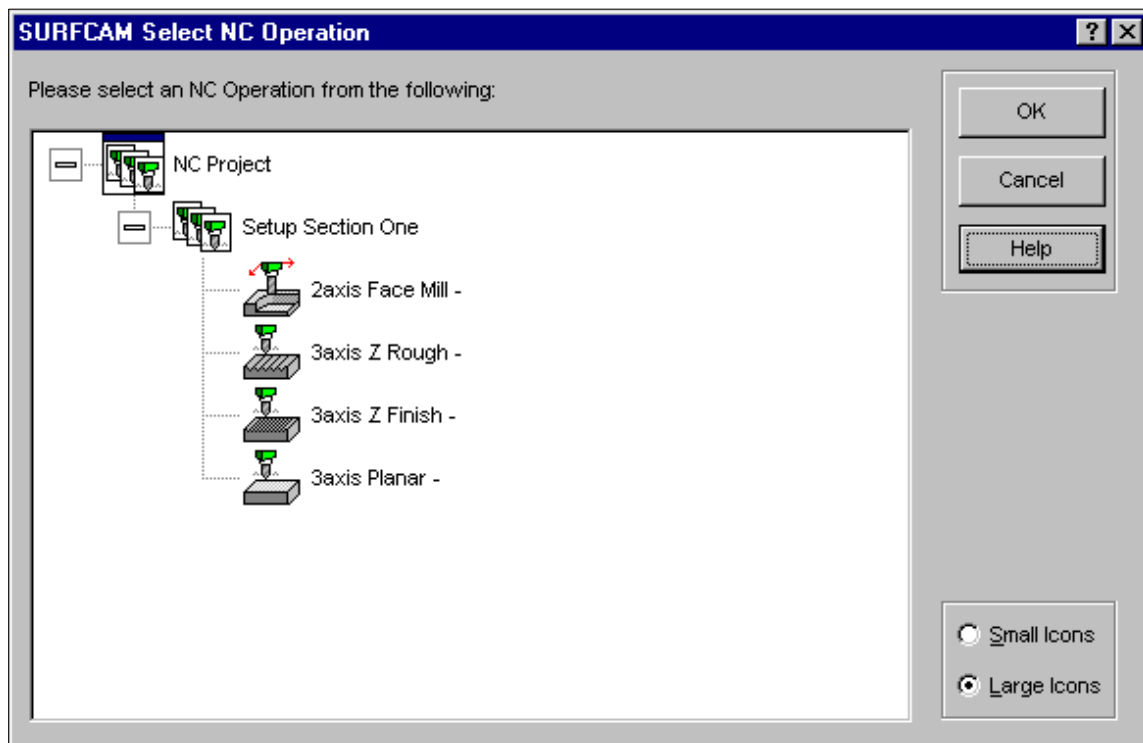 SURFCAM Select NC Operation
Please select an NC Operation from the following:
NC Project
Setup Section One
2axis Face Mill -
3axis Z Rough -
3axis Z Finish -
3axis Planar -
OK
Cancel
Help
Small Icons
Large Icons